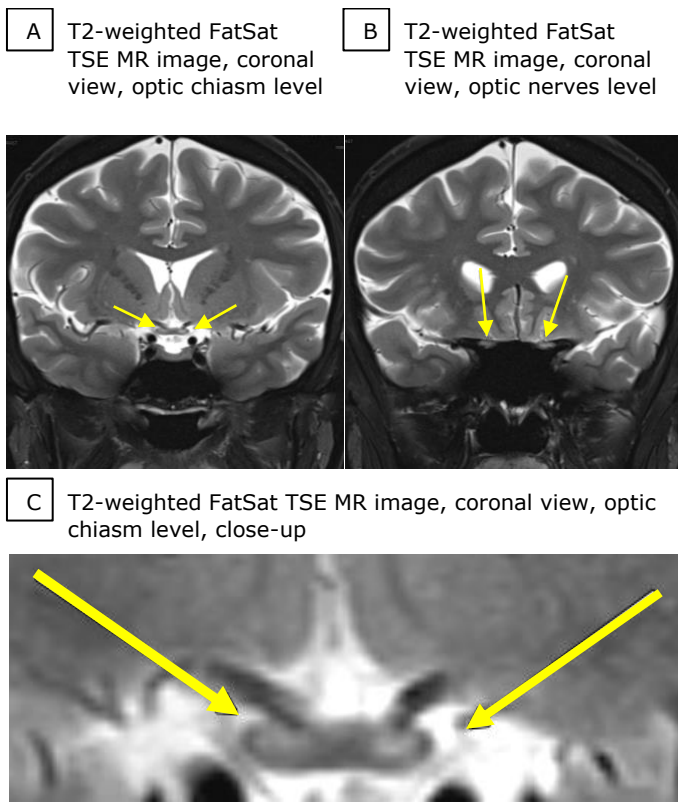 A
T2-weighted FatSat
TSE MR image, coronal
view, optic chiasm level
B
T2-weighted FatSat
TSE MR image, coronal
view, optic nerves level
C
T2-weighted FatSat TSE MR image, coronal view, optic
chiasm level, close-up